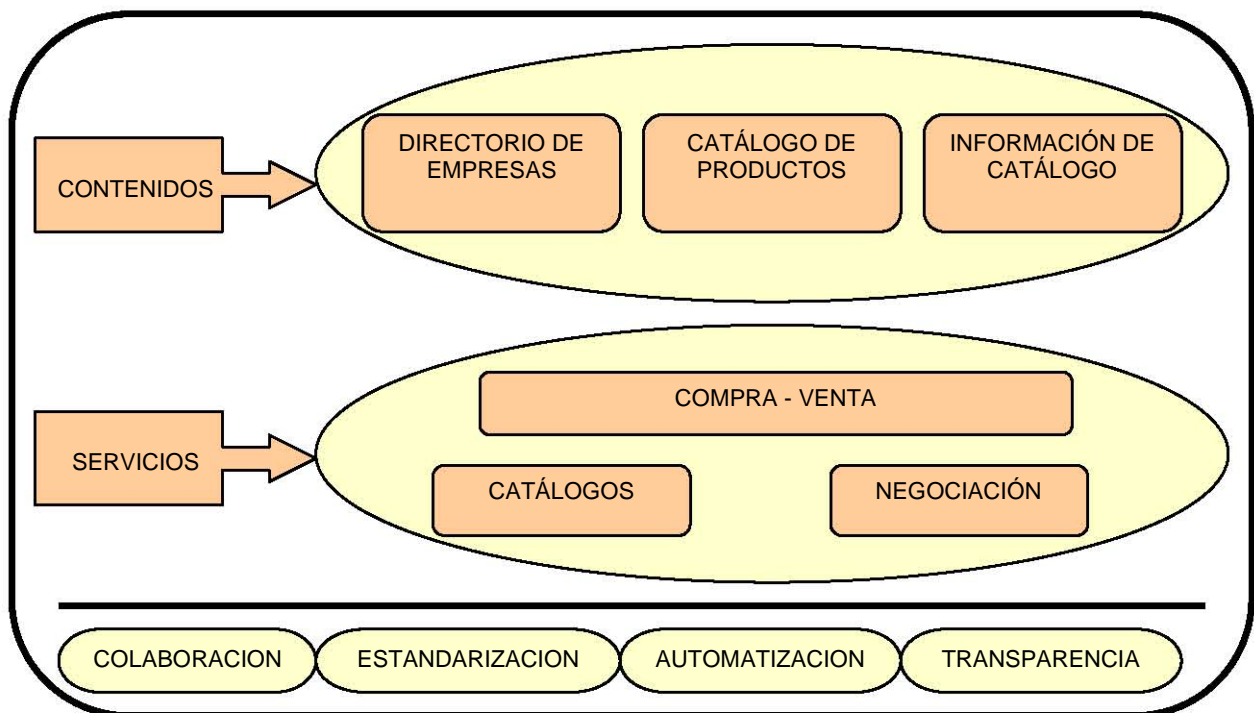 CONTENIDOS
DIRECTORIO DE
EMPRESAS
CATÁLOGO DE
PRODUCTOS
INFORMACIÓN DE
CATÁLOGO
SERVICIOS
COMPRA - VENTA
CATÁLOGOS
NEGOCIACIÓN
COLABORACION
ESTANDARIZACION
AUTOMATIZACION
TRANSPARENCIA